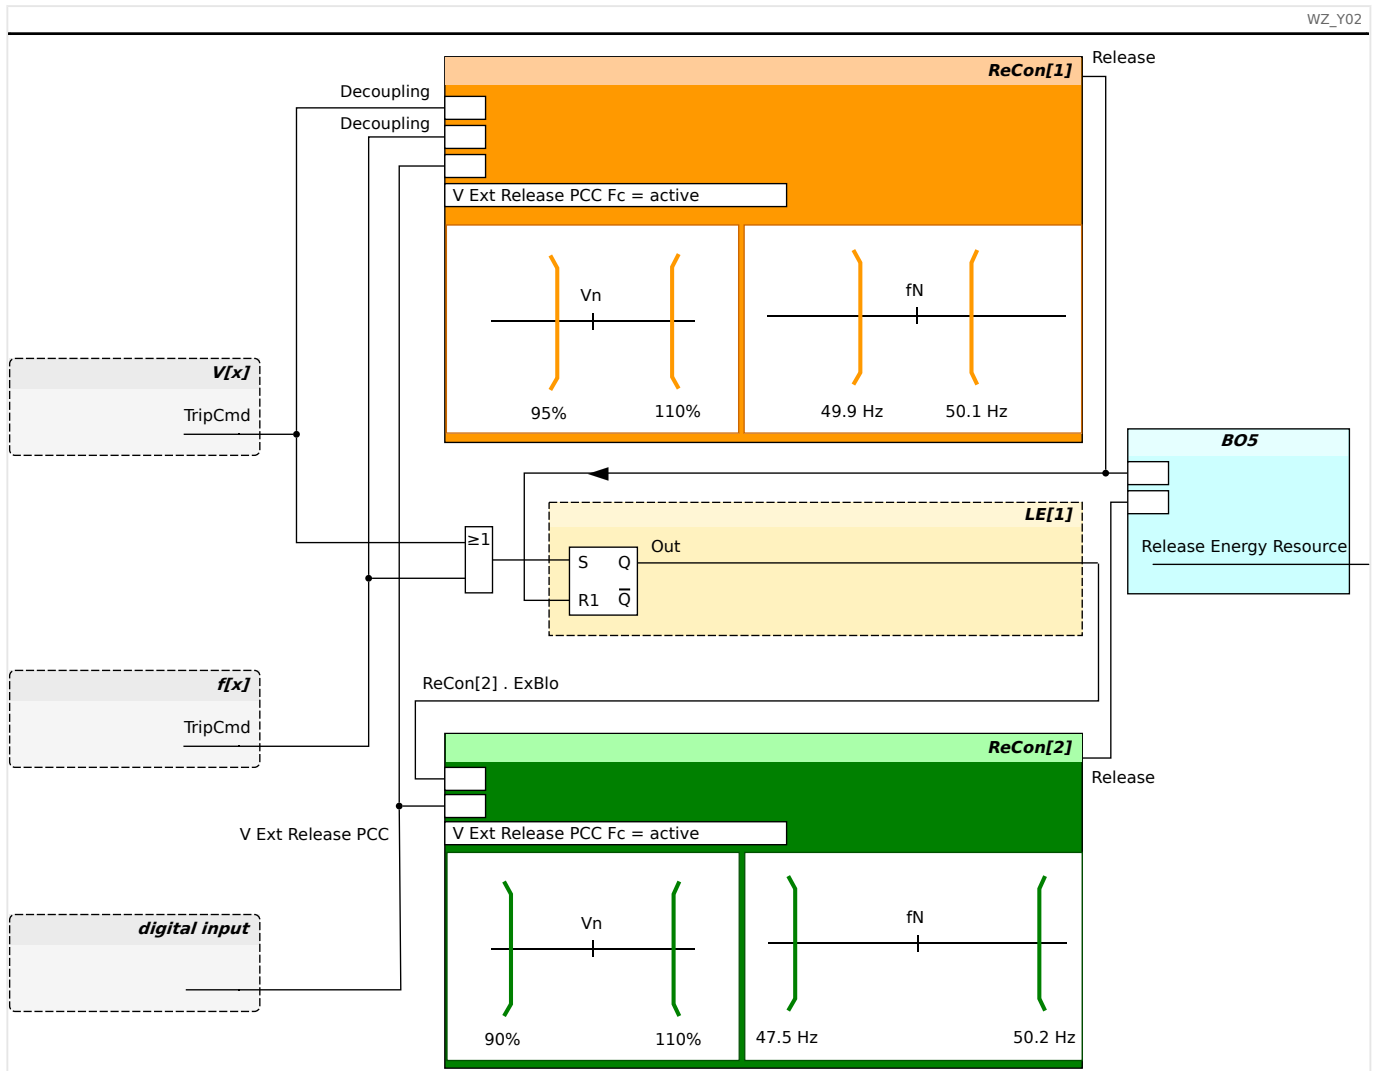 WZ_Y02
Release
ReCon[1]
Decoupling
Decoupling
V Ext Release PCC Fc = active
Vn
fN
95%
110%
49.9 Hz
50.1 Hz
V[x]
TripCmd
BO5
Release Energy Resource
LE[1]
≥1
Out
S Q
R1 Q̅
f[x]
TripCmd
ReCon[2] . ExBlo
ReCon[2]
Release
V Ext Release PCC Fc = active
V Ext Release PCC
digital input
Vn
fN
90%
110%
47.5 Hz
50.2 Hz